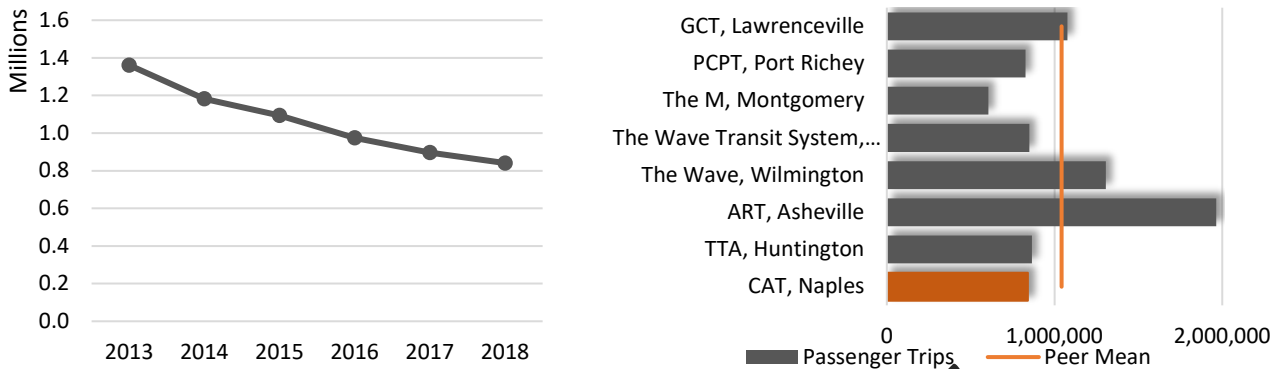 Millions
1.6
1.4
1.2
1.0
0.8
0.6
0.4
0.2
0.0
2013 2014 2015 2016 2017 2018
GCT, Lawrenceville
PCPT, Port Richey
The M, Montgomery
The Wave Transit System,...
The Wave, Wilmington
ART, Asheville
TTA, Huntington
CAT, Naples
0 1,000,000 2,000,000
Passenger Trips Peer Mean